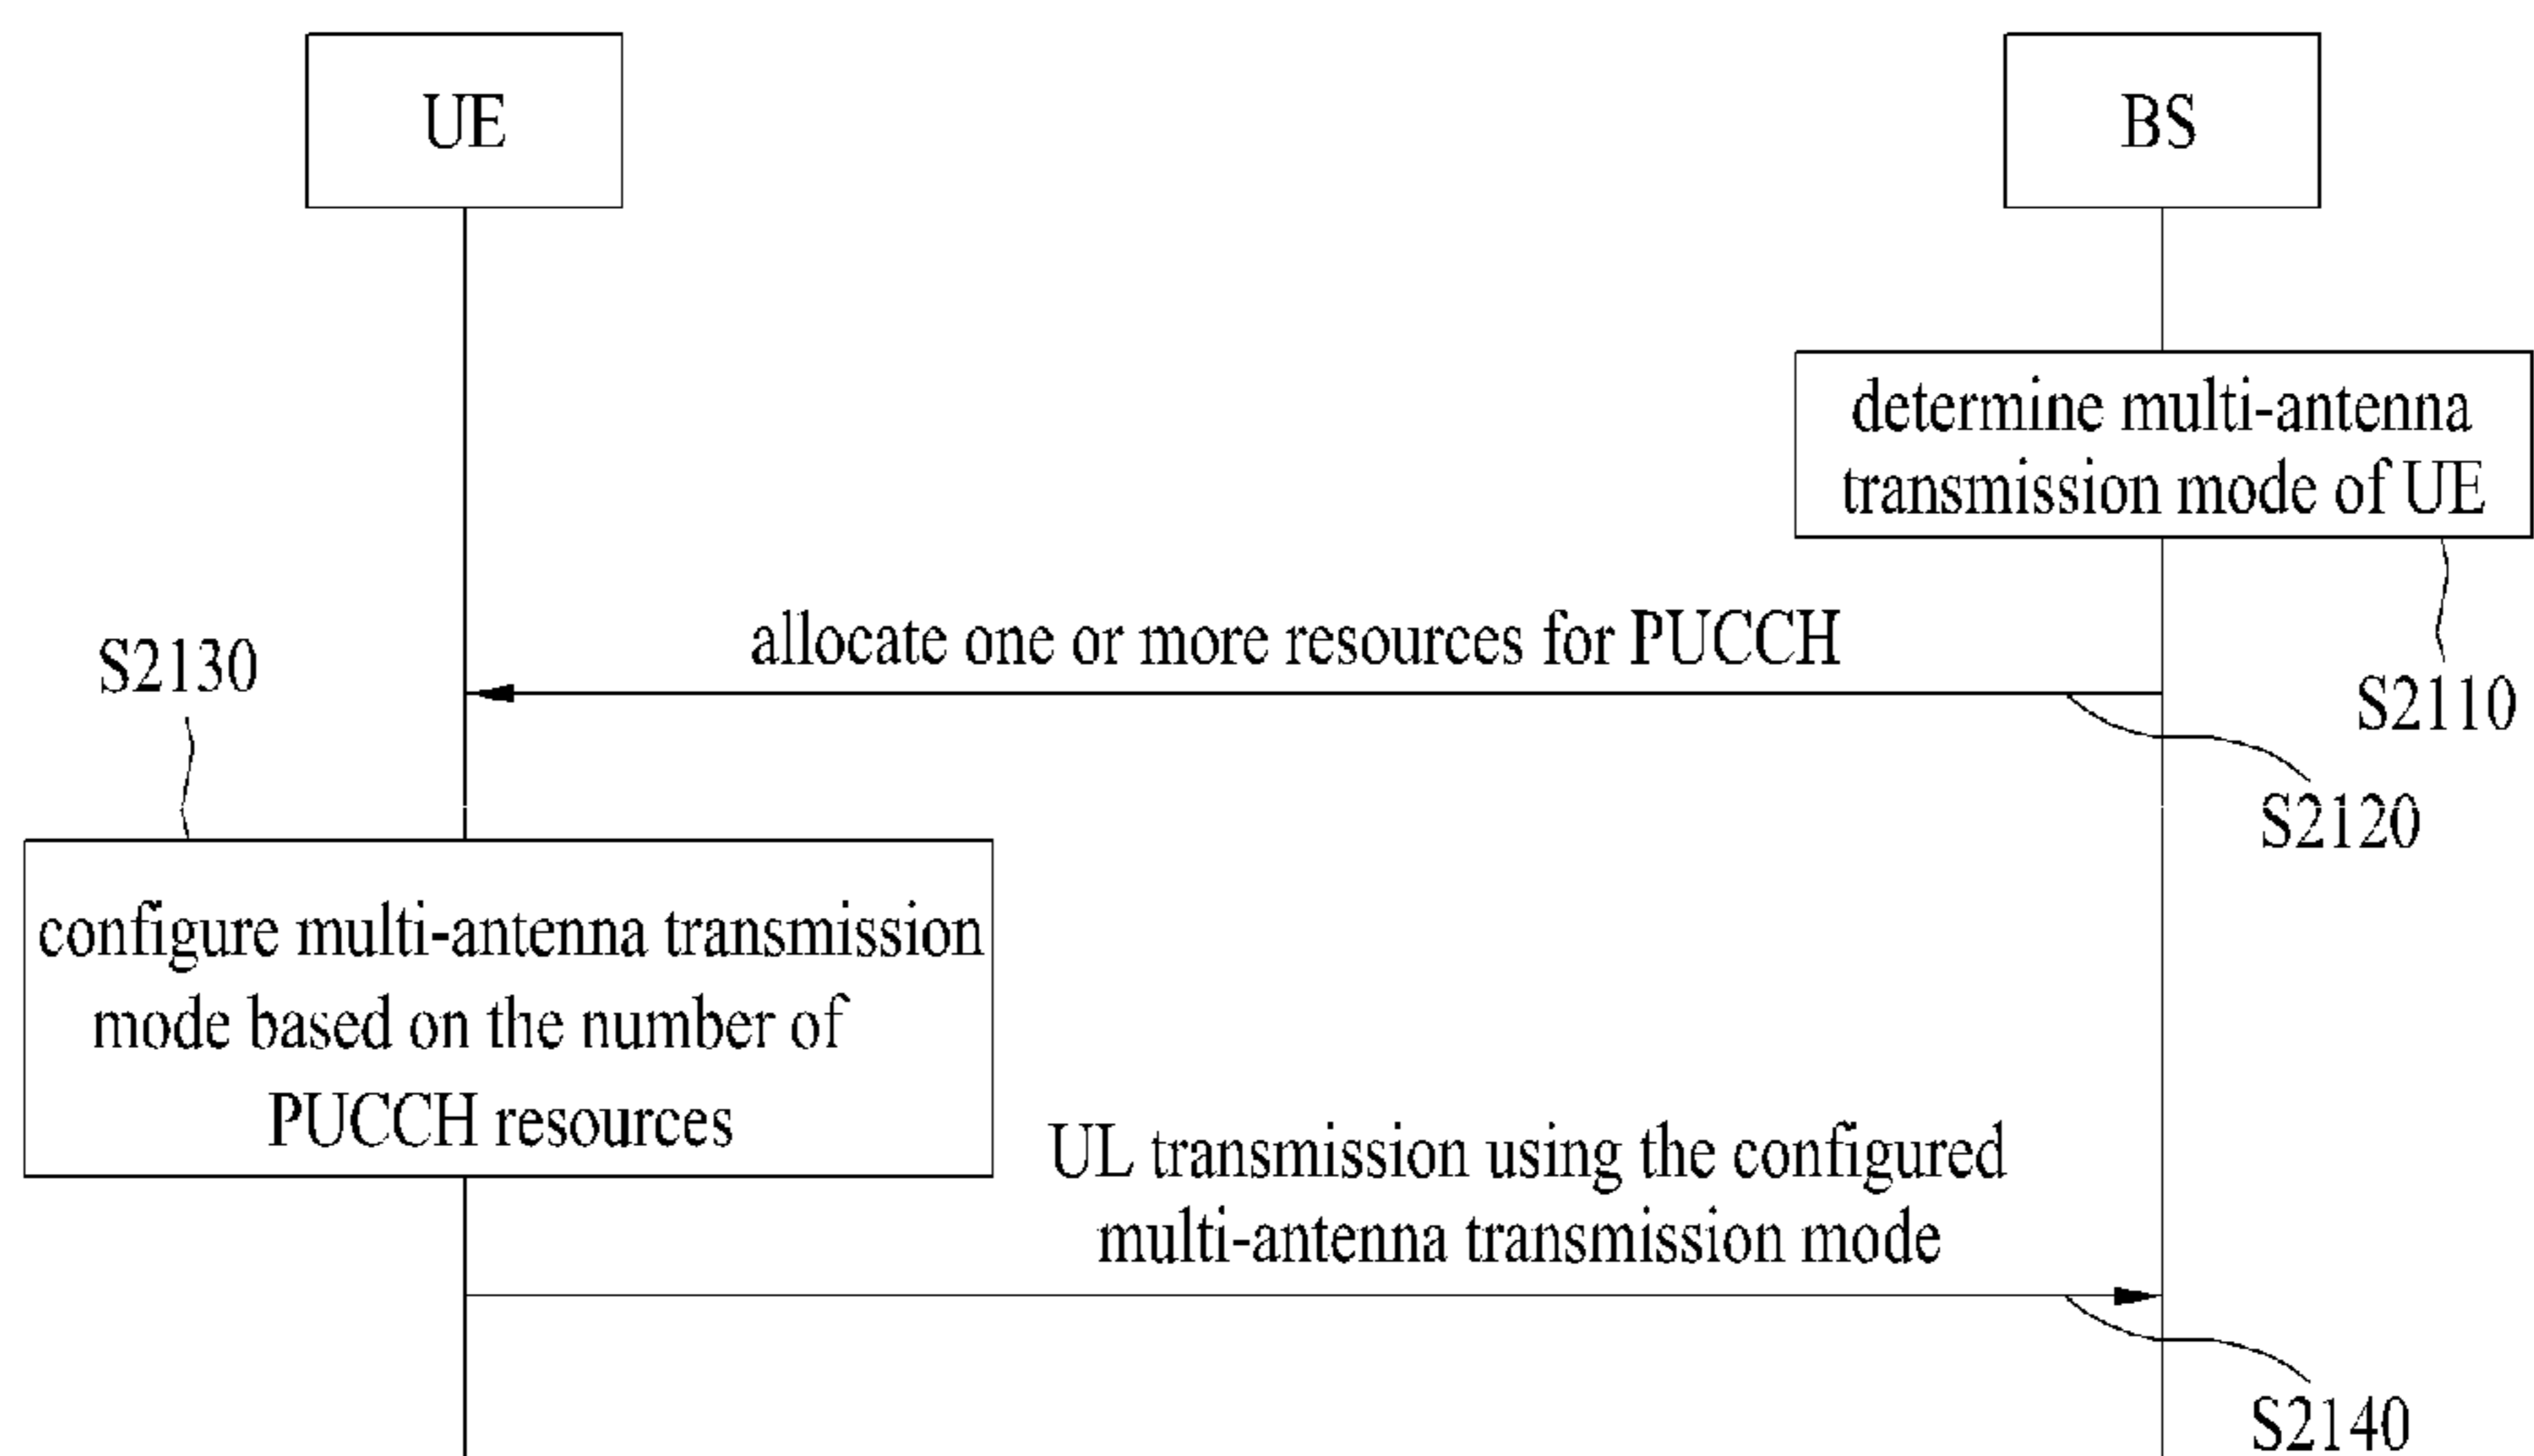 UE
BS
determine multi-antenna
transmission mode of UE
S2110
allocate one or more resources for PUCCH
S2120
S2130
configure multi-antenna transmission
mode based on the number of
PUCCH resources
UL transmission using the configured
multi-antenna transmission mode
S2140